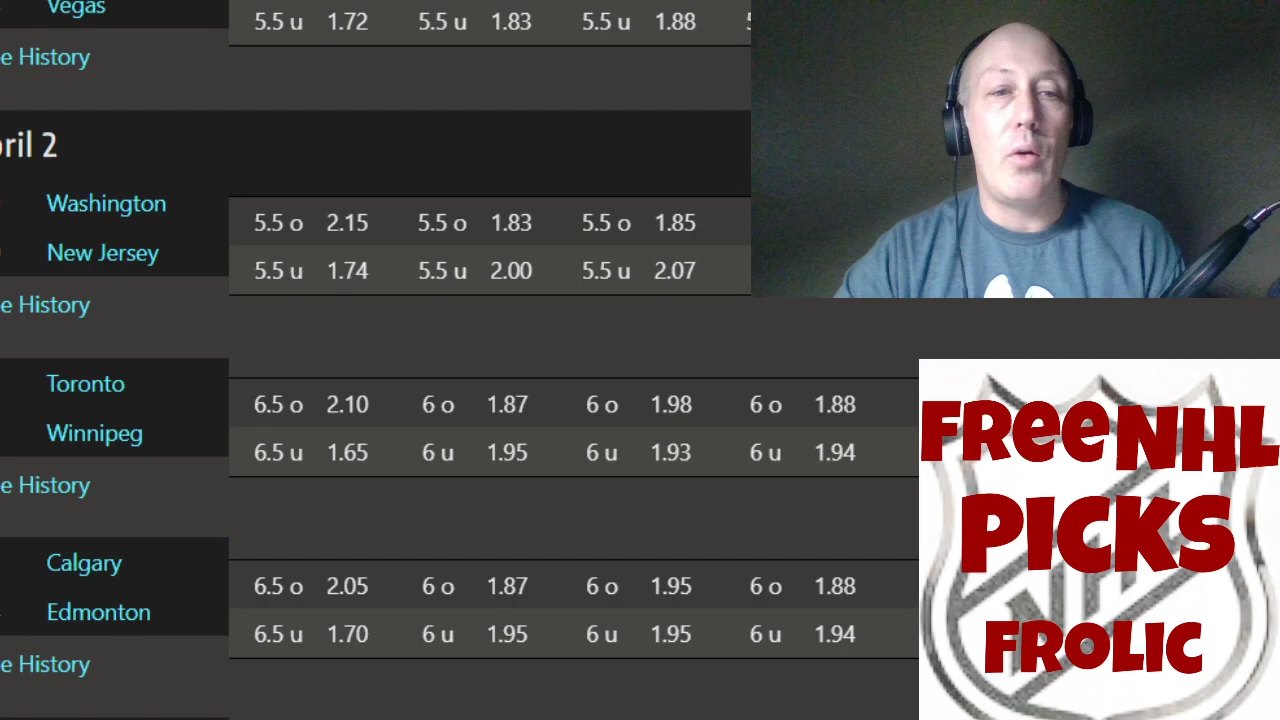 Vegas
5.5 u 1.72 5.5 u 1.83 5.5 u 1.88
e History
ril 2
Washington
5.5 o 2.15 5.5 o 1.83 5.5 o 1.85
New Jersey
5.5 u 1.74 5.5 u 2.00 5.5 u 2.07
e History
Toronto
6.5 o 2.10 6 o 1.87 6 o 1.98 6 o 1.88
Winnipeg
6.5 u 1.65 6 u 1.95 6 u 1.93 6 u 1.94
e History
Calgary
6.5 o 2.05 6 o 1.87 6 o 1.95 6 o 1.88
Edmonton
6.5 u 1.70 6 u 1.95 6 u 1.95 6 u 1.94
e History
FReeNHL
PICKS
NHL
FROLIC